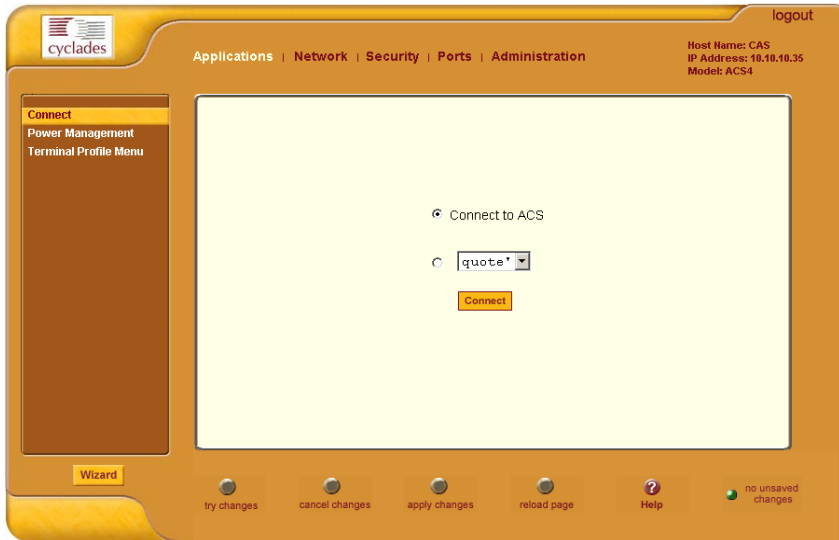 logout
cyclades
Applications | Network | Security | Ports | Administration
Host Name: CAS
IP Address: 10.10.10.35
Model: ACS4
Connect
Power Management
Terminal Profile Menu
Connect to ACS
quote'
Connect
Wizard
try changes
cancel changes
apply changes
reload page
?
Help
no unsaved
changes